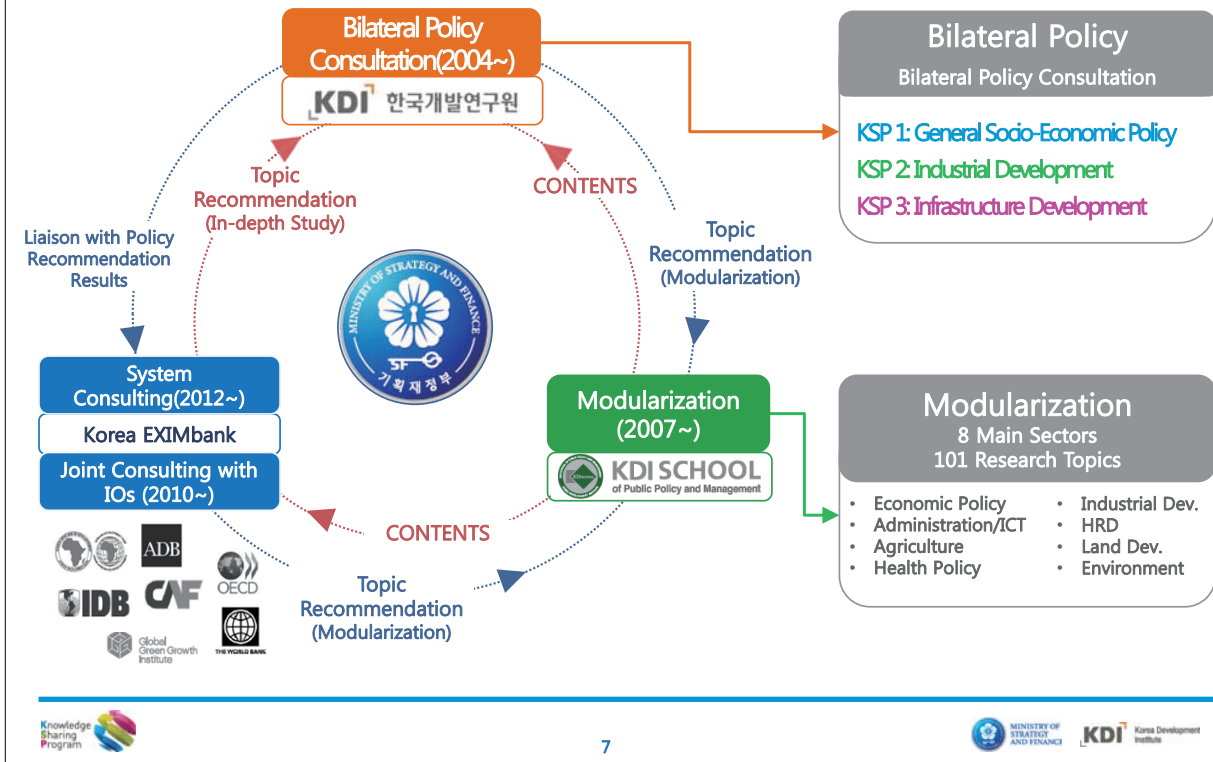 Bilateral Policy
Consultation(2004~)
KDI 한국개발연구원
Topic
Recommendation
(In-depth Study)
CONTENTS
Liaison with Policy
Recommendation
Results
Topic
Recommendation
(Modularization)
MINISTRY OF STRATEGY AND FINANCE
SF
기획재정부
System
Consulting(2012~)
Korea EXIMbank
Joint Consulting with
IOs (2010~)
Modularization
(2007~)
KDI SCHOOL
of Public Policy and Management
CONTENTS
Topic
Recommendation
(Modularization)
ADB
OECD
IDB
CAF
THE WORLD BANK
Global
Green Growth
Institute
Bilateral Policy
Bilateral Policy Consultation
KSP 1: General Socio-Economic Policy
KSP 2: Industrial Development
KSP 3: Infrastructure Development
Modularization
8 Main Sectors
101 Research Topics
• Economic Policy
• Administration/ICT
• Agriculture
• Health Policy
• Industrial Dev.
• HRD
• Land Dev.
• Environment
Knowledge
Sharing
Program
7
MINISTRY OF
STRATEGY
AND FINANCE
KDI Korea Development
Institute